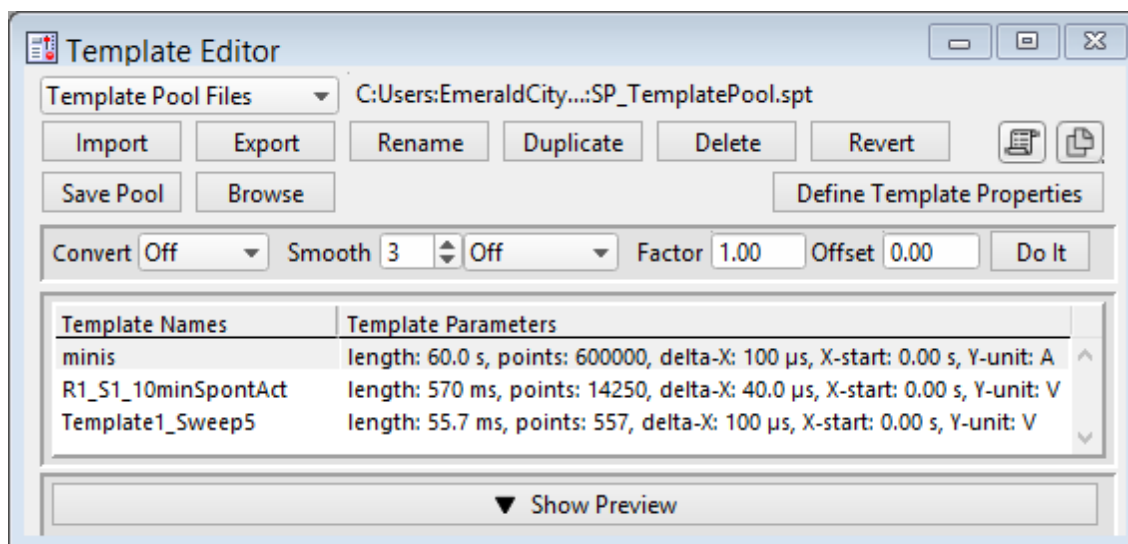 Template Editor
Template Pool Files C:Users:EmeraldCity...:SP_TemplatePool.spt
Import Export Rename Duplicate Delete Revert
Save Pool Browse Define Template Properties
Convert Off Smooth 3 Off Factor 1.00 Offset 0.00 Do It
Template Names Template Parameters
minis length: 60.0 s, points: 600000, delta-X: 100 µs, X-start: 0.00 s, Y-unit: A
R1_S1_10minSpontAct length: 570 ms, points: 14250, delta-X: 40.0 µs, X-start: 0.00 s, Y-unit: V
Template1_Sweep5 length: 55.7 ms, points: 557, delta-X: 100 µs, X-start: 0.00 s, Y-unit: V
Show Preview